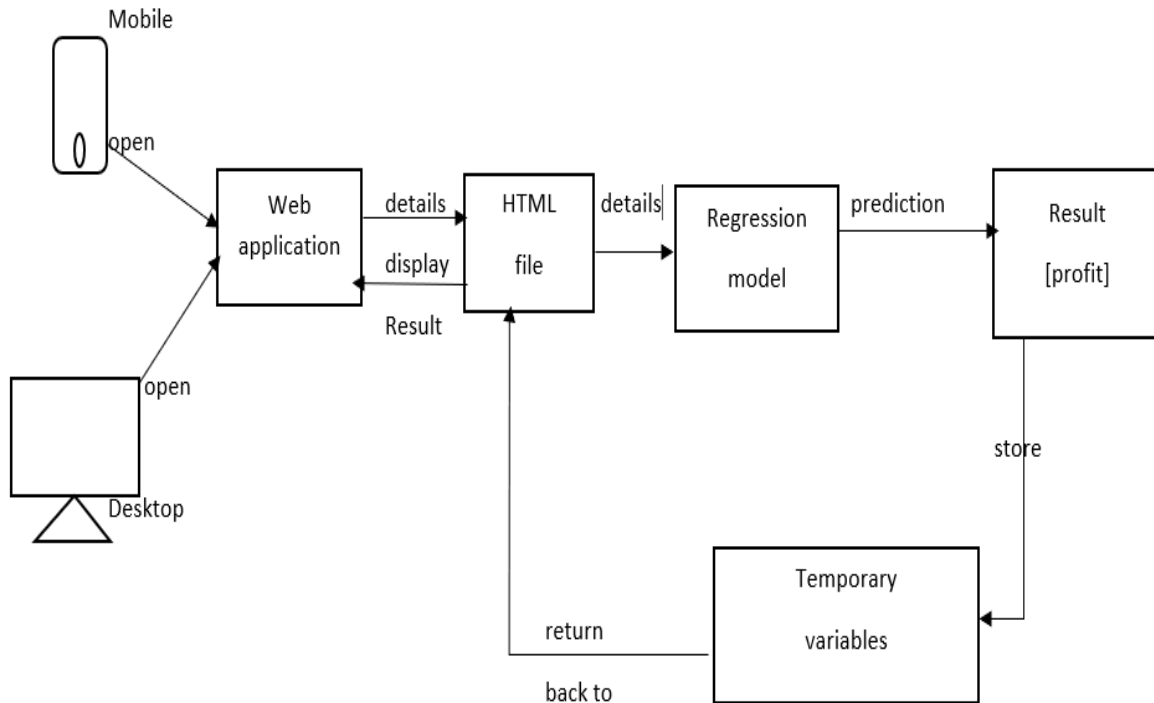 Mobile
open
Web
application
details
display
Result
HTML
file
details
Regression
model
prediction
Result
[profit]
open
Desktop
store
Temporary
variables
return
back to